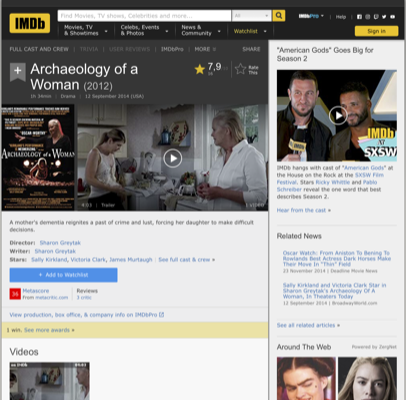 IMDb
Find Movies, TV shows, Celebrities and more...
All
IMDbPro
Help
Movies, TV
& Showtimes
Celebs, Events
& Photos
News &
Community
Watchlist
Sign in
FULL CAST AND CREW | TRIVIA | USER REVIEWS | IMDbPro | MORE
SHARE
Archaeology of a
Woman (2012)
7,9
Rate
This
1h 34min | Drama | 12 September 2014 (USA)
ARCHAEOLOGY OF A WOMAN
4:03 | Trailer
A mother's dementia reignites a past of crime and lust, forcing her daughter to make difficult
decisions.
Director: Sharon Greytak
Writer: Sharon Greytak
Stars: Sally Kirkland, Victoria Clark, James Murtaugh | See full cast & crew »
+ Add to Watchlist
36
Metascore
From metacritic.com
Reviews
3 critic
View production, box office, & company info on IMDbPro
1 win. See more awards »
Videos
"American Gods" Goes Big for
Season 2
IMDb
AT
SXSW
IMDb hangs with cast of "American Gods" at
the House on the Rock at the SXSW Film
Festival. Stars Ricky Whittle and Pablo
Schreiber reveal the one word that best
describes Season 2.
Hear from the cast »
Related News
Oscar Watch: From Aniston To Bening To
Rowlands Best Actress Dark Horses Make
Their Move In "Thin" Field
23 November 2014 | Deadline Movie News
Sally Kirkland and Victoria Clark Star in
Sharon Greytak's Archaeology Of A
Woman, In Theaters Today
12 September 2014 | BroadwayWorld.com
See all related articles »
Around The Web
Powered by ZergNet